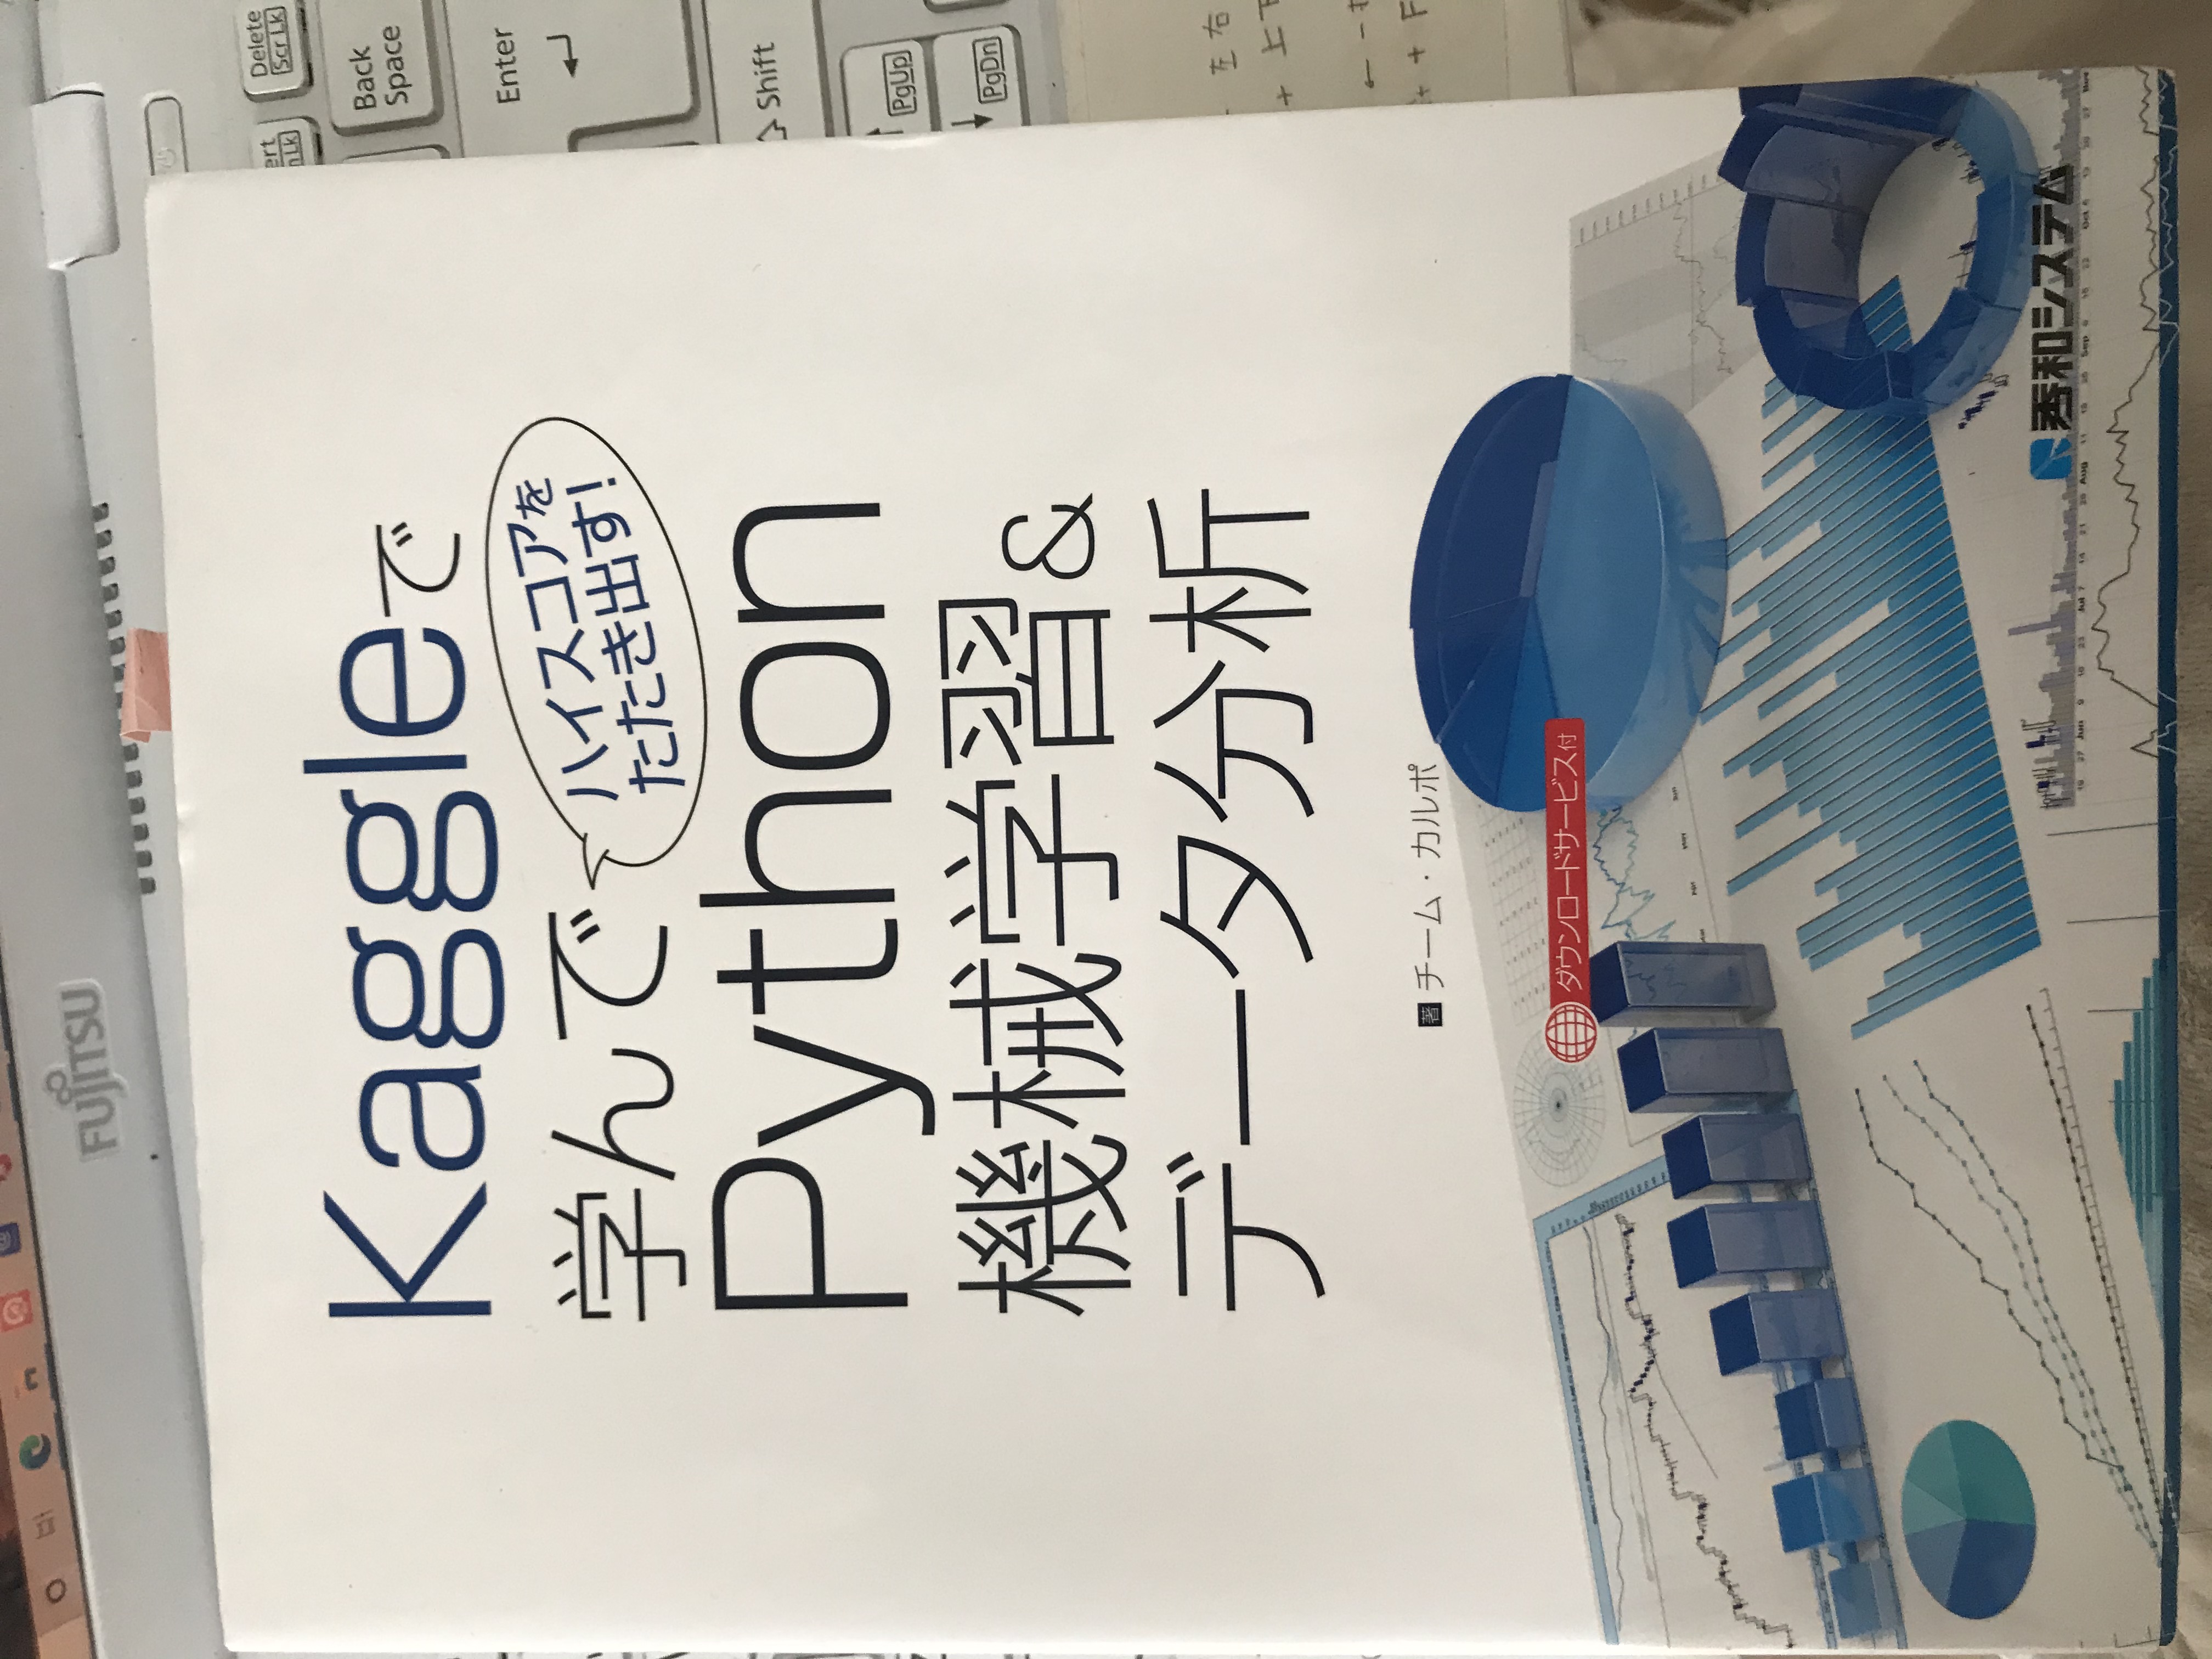 FUJITSU
Kaggleで
学んで
ハイスコアを
たたき出す!
Python
機械学習&
データ分析
著 チーム・カルポ
ダウンロードサービス付
秀和システム
Delete
Scr Lk
Back
Space
Enter
Shift
PgUp
PgDn
左右